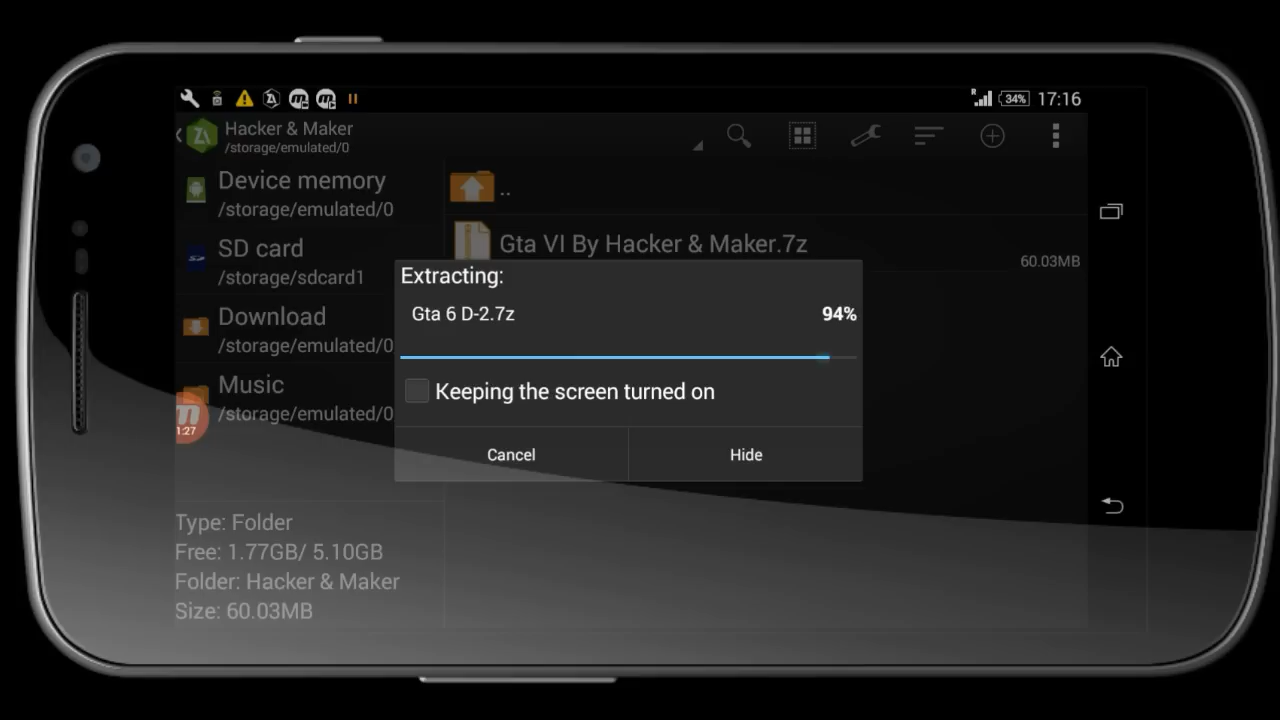 34% 17:16
Hacker & Maker
/storage/emulated/0
Device memory
/storage/emulated/0
SD card
/storage/sdcard1
Download
/storage/emulated/0
Music
/storage/emulated/0
1:27
Type: Folder
Free: 1.77GB/ 5.10GB
Folder: Hacker & Maker
Size: 60.03MB
..
Gta VI By Hacker & Maker.7z
60.03MB
Extracting:
Gta 6 D-2.7z 94%
Keeping the screen turned on
Cancel Hide